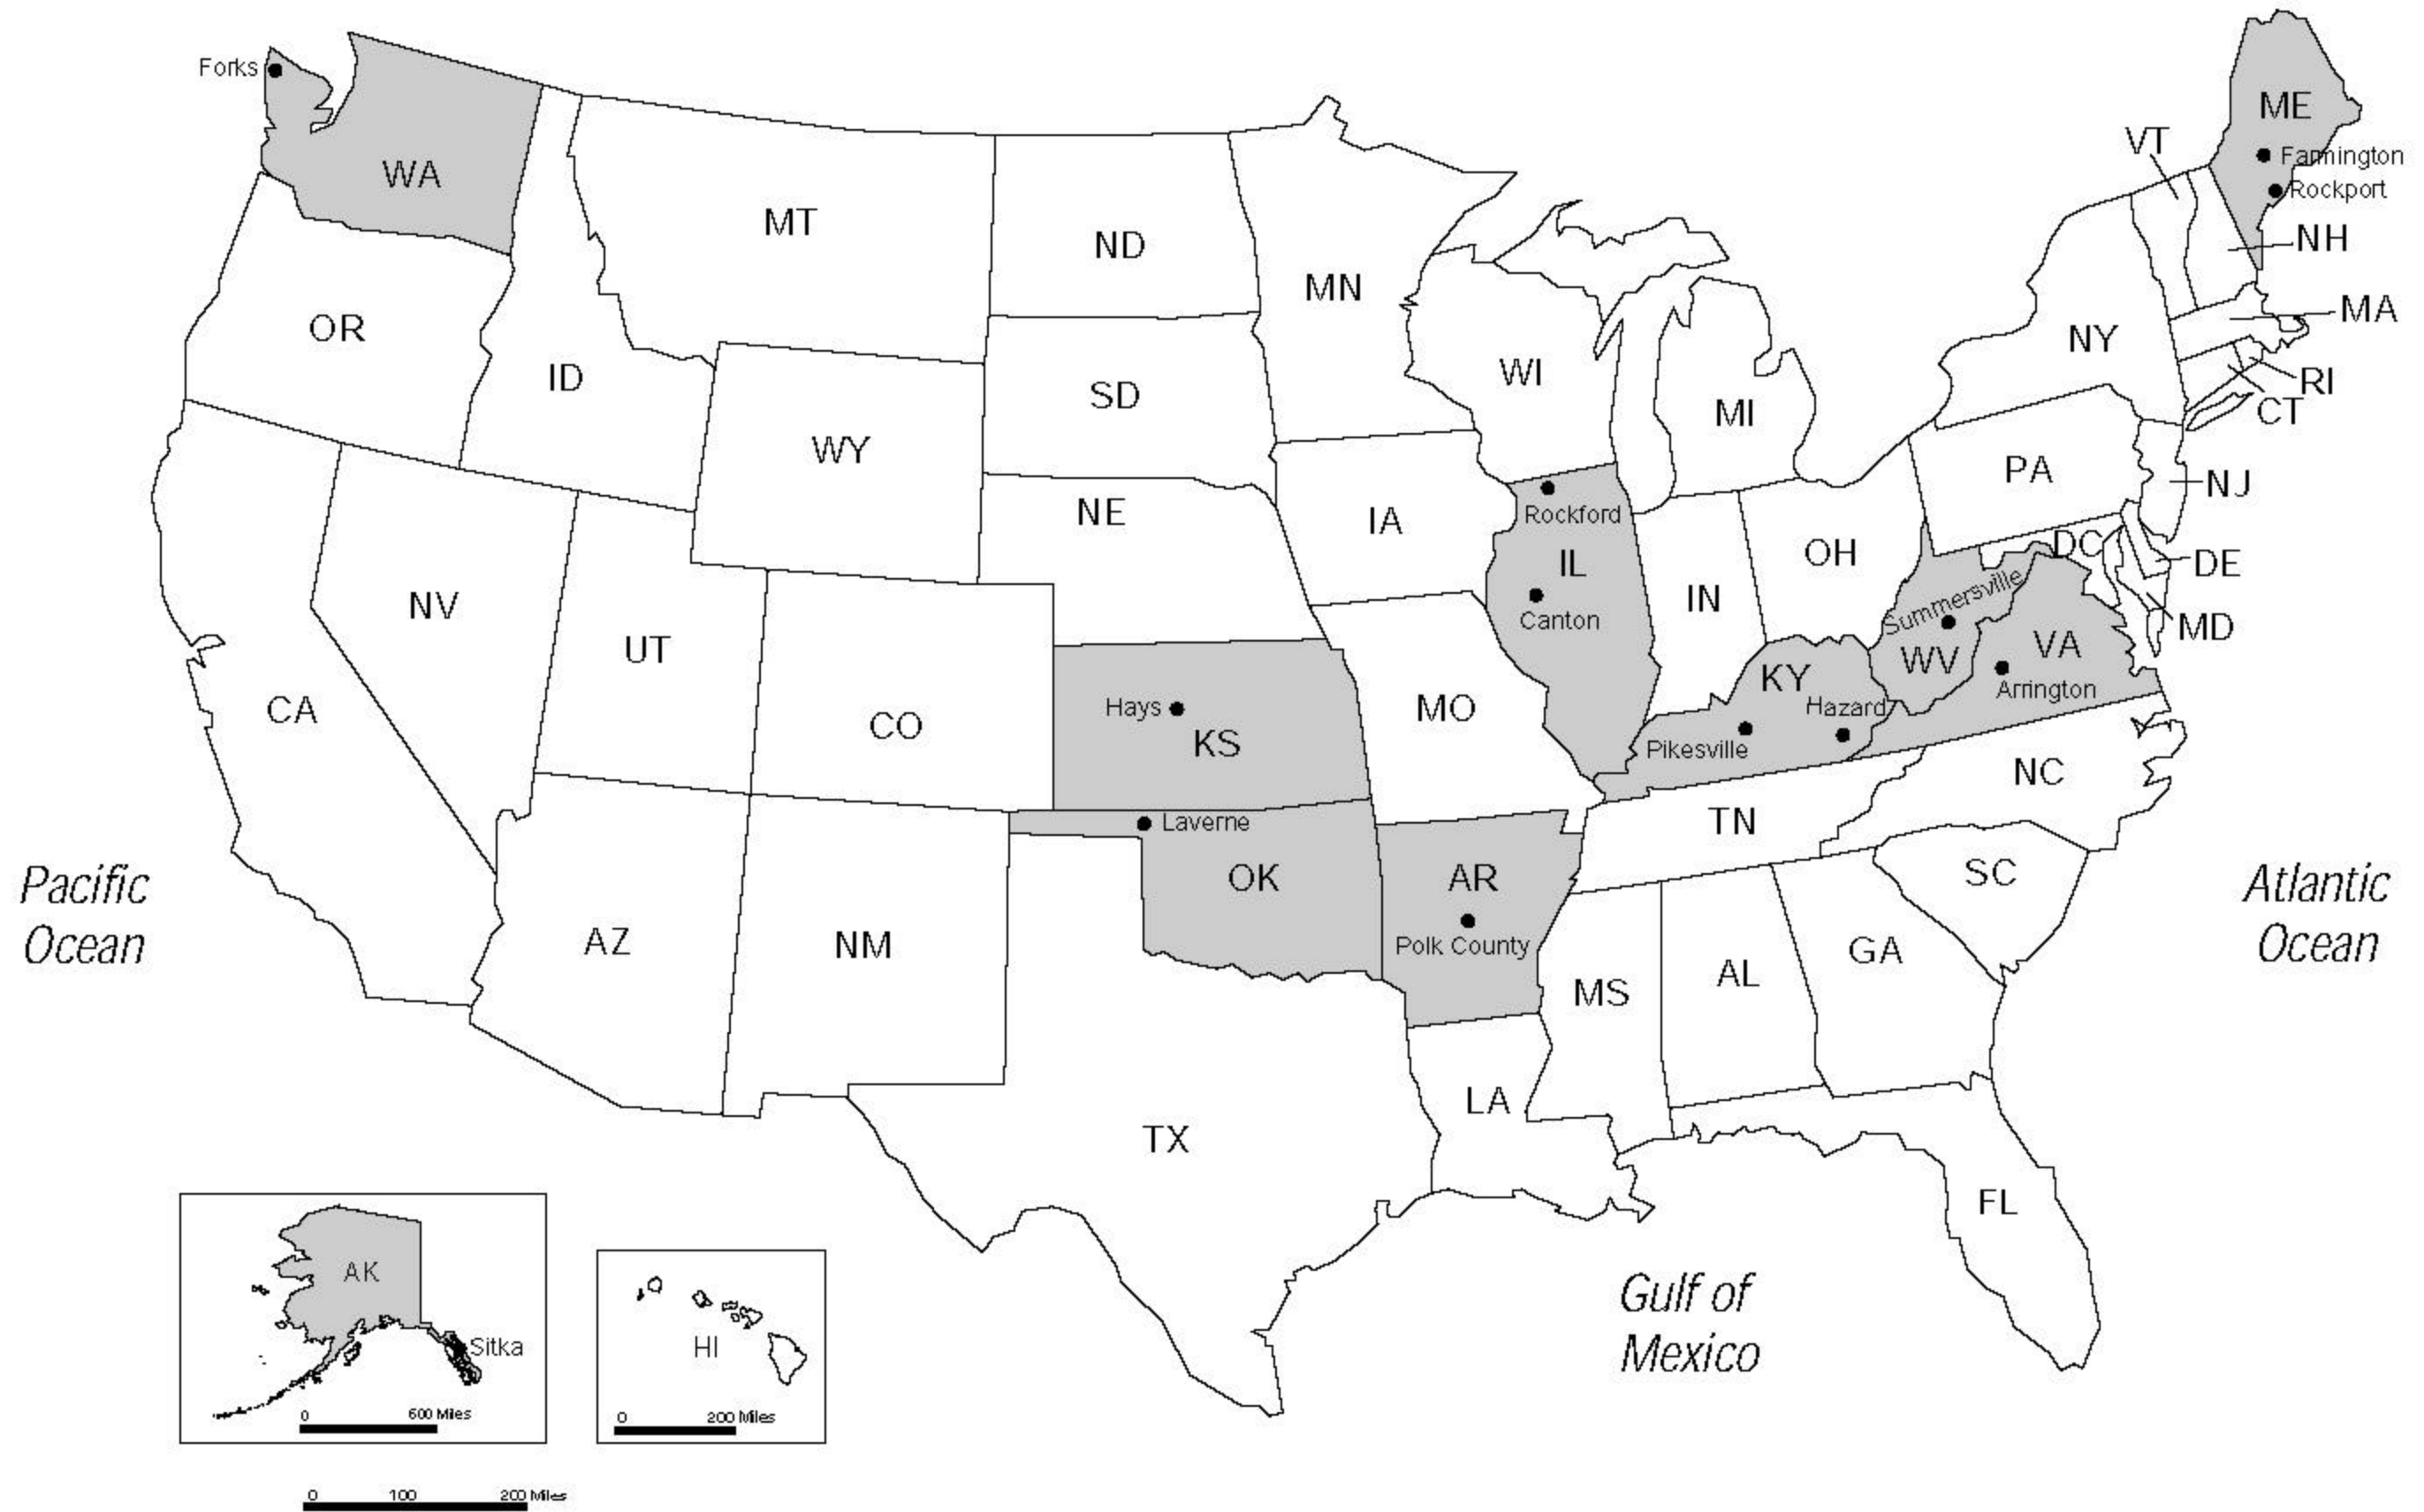 Forks
ME
VT
Farmington
WA
Rockport
MT
NH
ND
MN
MA
OR
NY
WI
ID
RI
SD
CT
MI
WY
PA
NJ
NE
Rockford
IA
OH
DC
IL
DE
Summersville
IN
NV
Canton
MD
UT
VA
WV
KY
Arrington
CA
Hays
MO
Hazard
CO
KS
Pikesville
NC
Laverne
TN
OK
AR
SC
Pacific
Ocean
Atlantic
Ocean
AZ
NM
Polk County
GA
MS
AL
LA
TX
FL
AK
Gulf of
Mexico
Sitka
HI
0 600 Miles
0 200 Miles
0 100 200 Miles